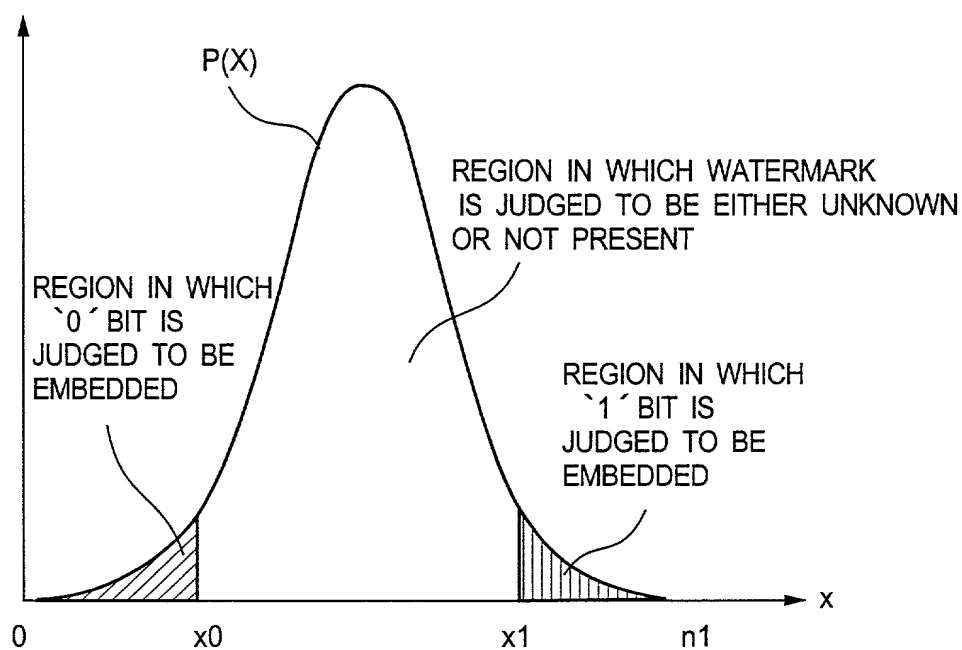 P(X)
REGION IN WHICH WATERMARK
IS JUDGED TO BE EITHER UNKNOWN
OR NOT PRESENT
REGION IN WHICH
`0´ BIT IS
JUDGED TO BE
EMBEDDED
REGION IN WHICH
`1´ BIT IS
JUDGED TO BE
EMBEDDED
x
0 x0 x1 n1